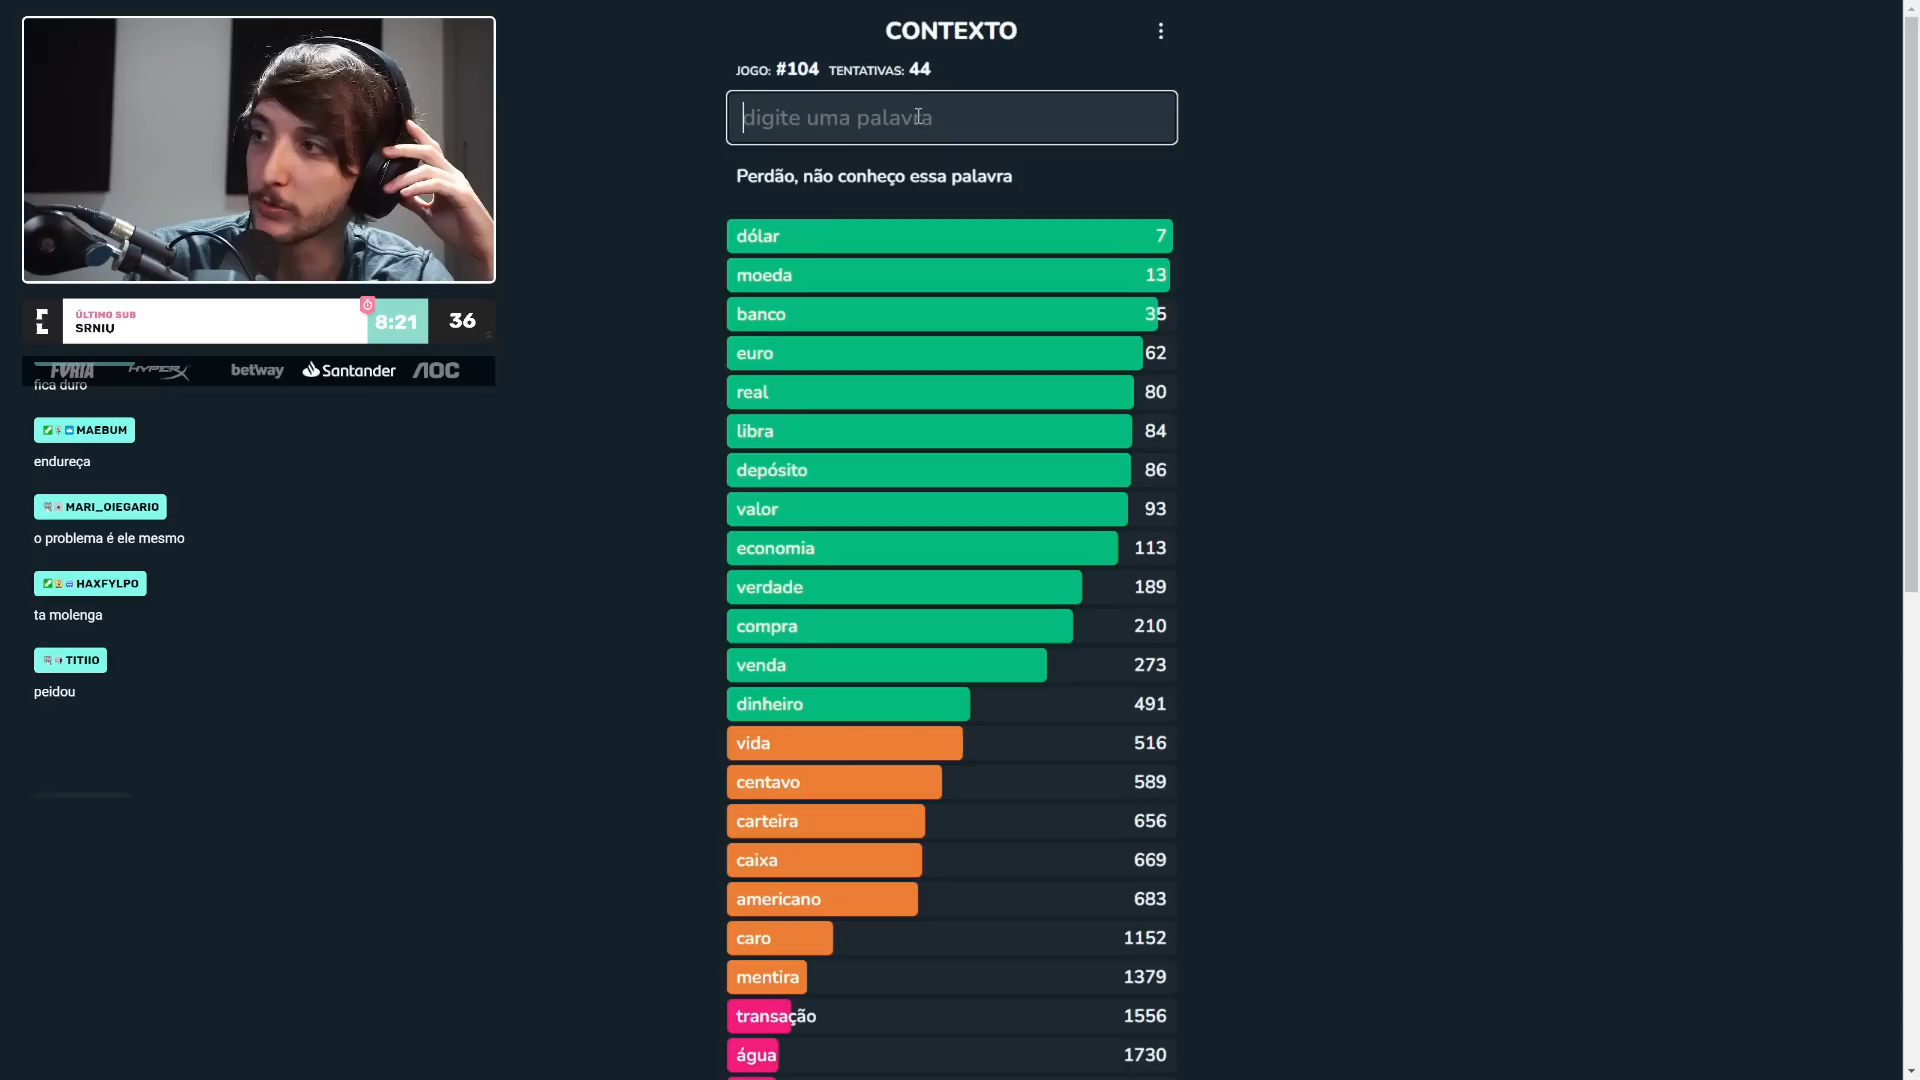 CONTEXTO
JOGO: #104 TENTATIVAS: 44
digite uma palavra
Perdão, não conheço essa palavra
dólar 7
moeda 13
banco 35
euro 62
real 80
libra 84
depósito 86
valor 93
economia 113
verdade 189
compra 210
venda 273
dinheiro 491
vida 516
centavo 589
carteira 656
caixa 669
americano 683
caro 1152
mentira 1379
transação 1556
água 1730
ÚLTIMO SUB
SRNIŲ
8:21
36
FURIA HYPERX betway Santander AOC
fica duro
MAEBUM
endureça
MARI_OIEGARIO
o problema é ele mesmo
HAXFYLPO
ta molenga
TITIIO
peidou